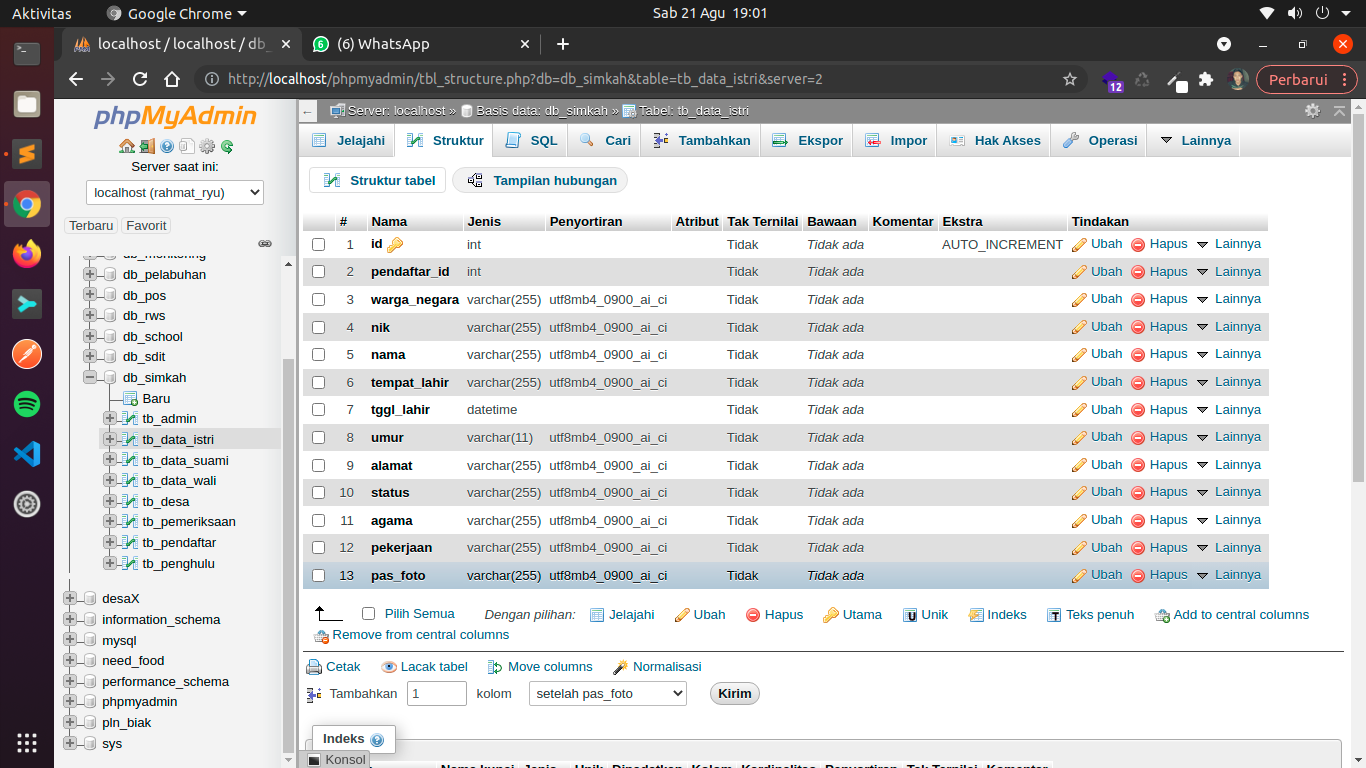 Aktivitas Google Chrome Sab 21 Agu 19:01
localhost / localhost / db_ (6) WhatsApp
http://localhost/phpmyadmin/tbl_structure.php?db=db_simkah&table=tb_data_istri&server=2 12 Perbarui
phpMyAdmin
Server saat ini:
localhost (rahmat_ryu)
Terbaru Favorit
db_monitoring
db_pelabuhan
db_pos
db_rws
db_school
db_sdit
db_simkah
Baru
tb_admin
tb_data_istri
tb_data_suami
tb_data_wali
tb_desa
tb_pemeriksaan
tb_pendaftar
tb_penghulu
desaX
information_schema
mysql
need_food
performance_schema
phpmyadmin
pln_biak
sys
Server: localhost » Basis data: db_simkah » Tabel: tb_data_istri
Jelajahi Struktur SQL Cari Tambahkan Ekspor Impor Hak Akses Operasi Lainnya
Struktur tabel Tampilan hubungan
# Nama Jenis Penyortiran Atribut Tak Ternilai Bawaan Komentar Ekstra Tindakan
1 id int Tidak Tidak ada AUTO_INCREMENT Ubah Hapus Lainnya
2 pendaftar_id int Tidak Tidak ada Ubah Hapus Lainnya
3 warga_negara varchar(255) utf8mb4_0900_ai_ci Tidak Tidak ada Ubah Hapus Lainnya
4 nik varchar(255) utf8mb4_0900_ai_ci Tidak Tidak ada Ubah Hapus Lainnya
5 nama varchar(255) utf8mb4_0900_ai_ci Tidak Tidak ada Ubah Hapus Lainnya
6 tempat_lahir varchar(255) utf8mb4_0900_ai_ci Tidak Tidak ada Ubah Hapus Lainnya
7 tggl_lahir datetime Tidak Tidak ada Ubah Hapus Lainnya
8 umur varchar(11) utf8mb4_0900_ai_ci Tidak Tidak ada Ubah Hapus Lainnya
9 alamat varchar(255) utf8mb4_0900_ai_ci Tidak Tidak ada Ubah Hapus Lainnya
10 status varchar(255) utf8mb4_0900_ai_ci Tidak Tidak ada Ubah Hapus Lainnya
11 agama varchar(255) utf8mb4_0900_ai_ci Tidak Tidak ada Ubah Hapus Lainnya
12 pekerjaan varchar(255) utf8mb4_0900_ai_ci Tidak Tidak ada Ubah Hapus Lainnya
13 pas_foto varchar(255) utf8mb4_0900_ai_ci Tidak Tidak ada Ubah Hapus Lainnya
Pilih Semua Dengan pilihan: Jelajahi Ubah Hapus Utama Unik Indeks Teks penuh Add to central columns
Remove from central columns
Cetak Lacak tabel Move columns Normalisasi
Tambahkan 1 kolom setelah pas_foto Kirim
Indeks
Konsol
Nama kunci Jenis Unik Dipadatkan Kolom Kardinalitas Penyortiran Tak Ternilai Komentar